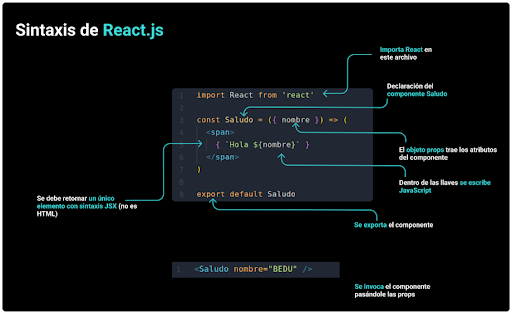 Sintaxis de React.js
Importa React en
este archivo
Declaración del
componente Saludo
1 import React from 'react'
2
3 const Saludo = ({ nombre }) => (
4 <span>
5 { `Hola ${nombre}` }
6 </span>
7 )
8
9 export default Saludo
El objeto props trae los atributos
del componente
Dentro de las llaves se escribe
JavaScript
Se debe retornar un único
elemento con sintaxis JSX (no es
HTML)
Se exporta el componente
1 <Saludo nombre="BEDU" />
Se invoca el componente
pasándole las props